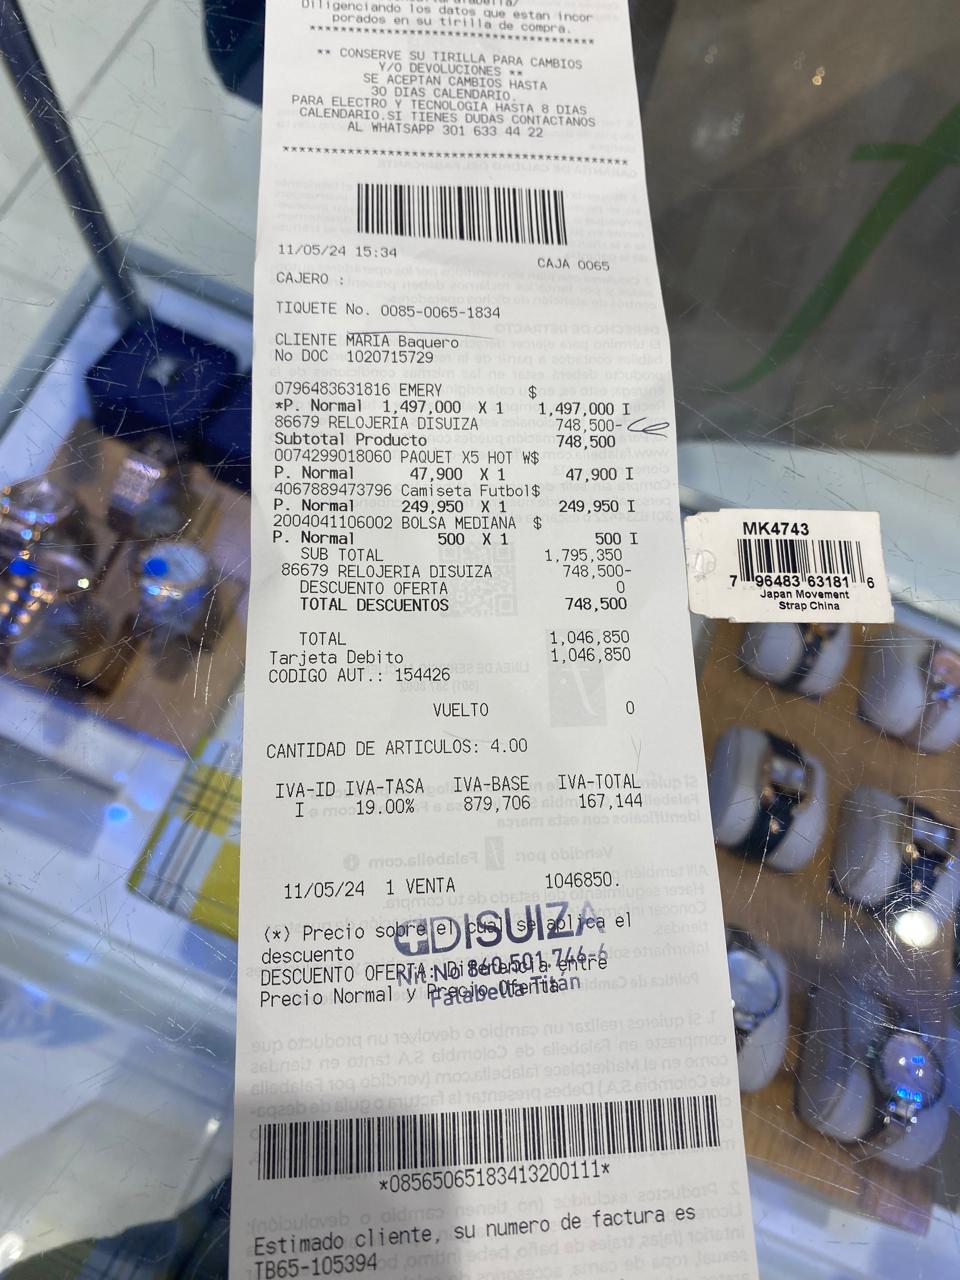 Diligenciando los datos que estan incor
porados en su tirilla de compra.
****************************************
** CONSERVE SU TIRILLA PARA CAMBIOS
Y/O DEVOLUCIONES **
SE ACEPTAN CAMBIOS HASTA
30 DIAS CALENDARIO.
PARA ELECTRO Y TECNOLOGIA HASTA 8 DIAS
CALENDARIO.SI TIENES DUDAS CONTACTANOS
AL WHATSAPP 301 633 44 22
****************************************
11/05/24 15:34 CAJA 0065
CAJERO :
TIQUETE No. 0085-0065-1834
CLIENTE MARIA Baquero
No DOC 1020715729
0796483631816 EMERY $
*P. Normal 1,497,000 X 1 1,497,000 I
86679 RELOJERIA DISUIZA 748,500-
Subtotal Producto 748,500
0074299018060 PAQUET X5 HOT W$
P. Normal 47,900 X 1 47,900 I
4067889473796 Camiseta Futbol$
P. Normal 249,950 X 1 249,950 I
2004041106002 BOLSA MEDIANA $
P. Normal 500 X 1 500 I
SUB TOTAL 1,795,350
86679 RELOJERIA DISUIZA 748,500-
DESCUENTO OFERTA 0
TOTAL DESCUENTOS 748,500
TOTAL 1,046,850
Tarjeta Debito 1,046,850
CODIGO AUT.: 154426
VUELTO 0
CANTIDAD DE ARTICULOS: 4.00
IVA-ID IVA-TASA IVA-BASE IVA-TOTAL
I 19.00% 879,706 167,144
11/05/24 1 VENTA 1046850.
(*) Precio sobre el cual se aplica el
descuento
DESCUENTO OFERTA: Diferencia entre
Precio Normal y Precio Oferta
DISUIZA
Nit. No 860.501.746-6
Falabella Titán
*08565065183413200111*
Estimado cliente, su numero de factura es
TB65-105394
MK4743
7 96483 63181 6
Japan Movement
Strap China